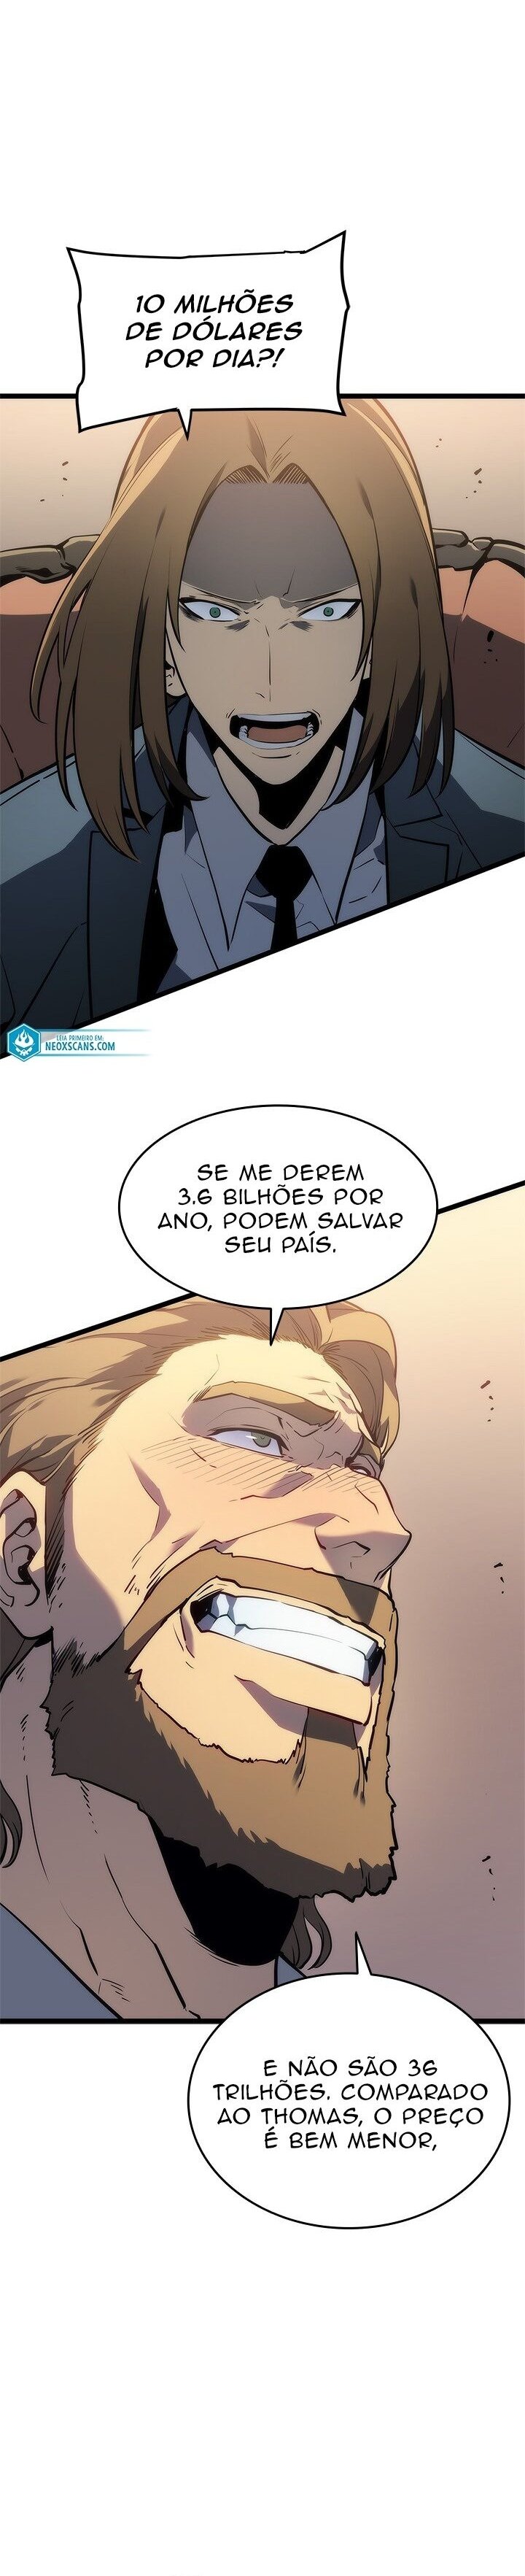 10 MILHÕES
DE DÓLARES
POR DIA?!
LEIA PRIMEIRO EM:
NEOXSCANS.COM
SE ME DEREM
3.6 BILHÕES POR
ANO, PODEM SALVAR
SEU PAÍS.
E NÃO SÃO 36
TRILHÕES. COMPARADO
AO THOMAS, O PREÇO
É BEM MENOR,